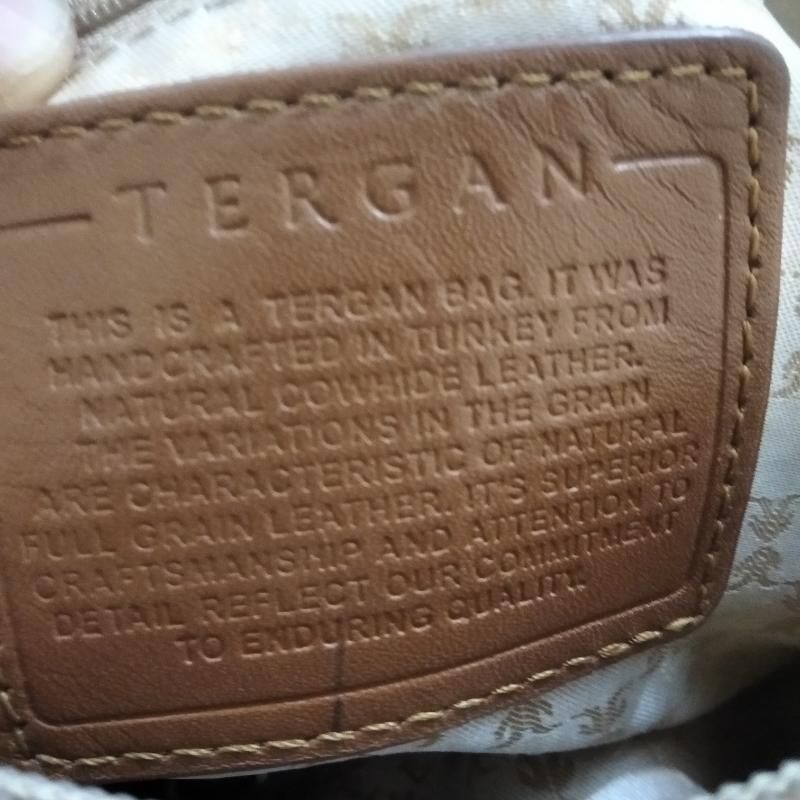 TERGAN
THIS IS A TERGAN BAG. IT WAS
HANDCRAFTED IN TURKEY FROM
NATURAL COWHIDE LEATHER.
THE VARIATIONS IN THE GRAIN
ARE CHARACTERISTIC OF NATURAL
FULL GRAIN LEATHER. IT'S SUPERIOR
CRAFTSMANSHIP AND ATTENTION TO
DETAIL REFLECT OUR COMMITMENT
TO ENDURING QUALITY.